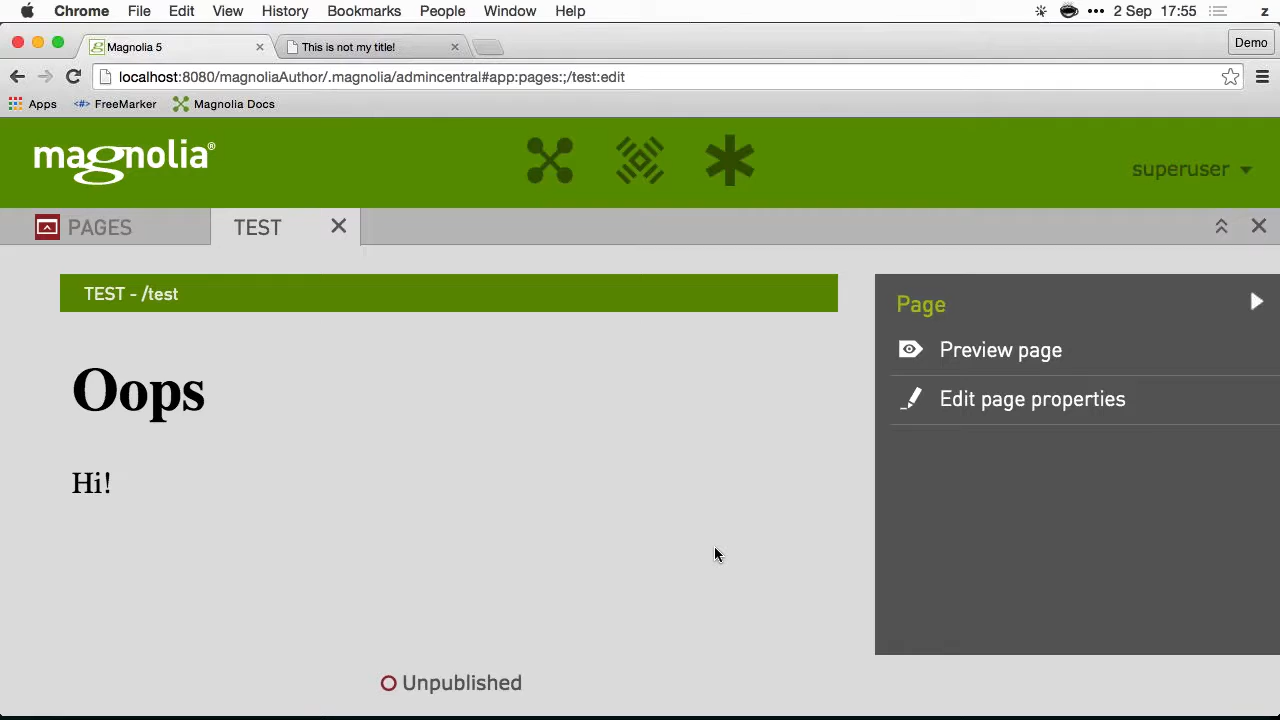 Chrome File Edit View History Bookmarks People Window Help 2 Sep 17:55 z
Magnolia 5 This is not my title! Demo
localhost:8080/magnoliaAuthor/.magnolia/admincentral#app:pages:;/test:edit
Apps <#> FreeMarker Magnolia Docs
magnolia® superuser
PAGES TEST
TEST - /test
Page
Preview page
Oops
Edit page properties
Hi!
Unpublished